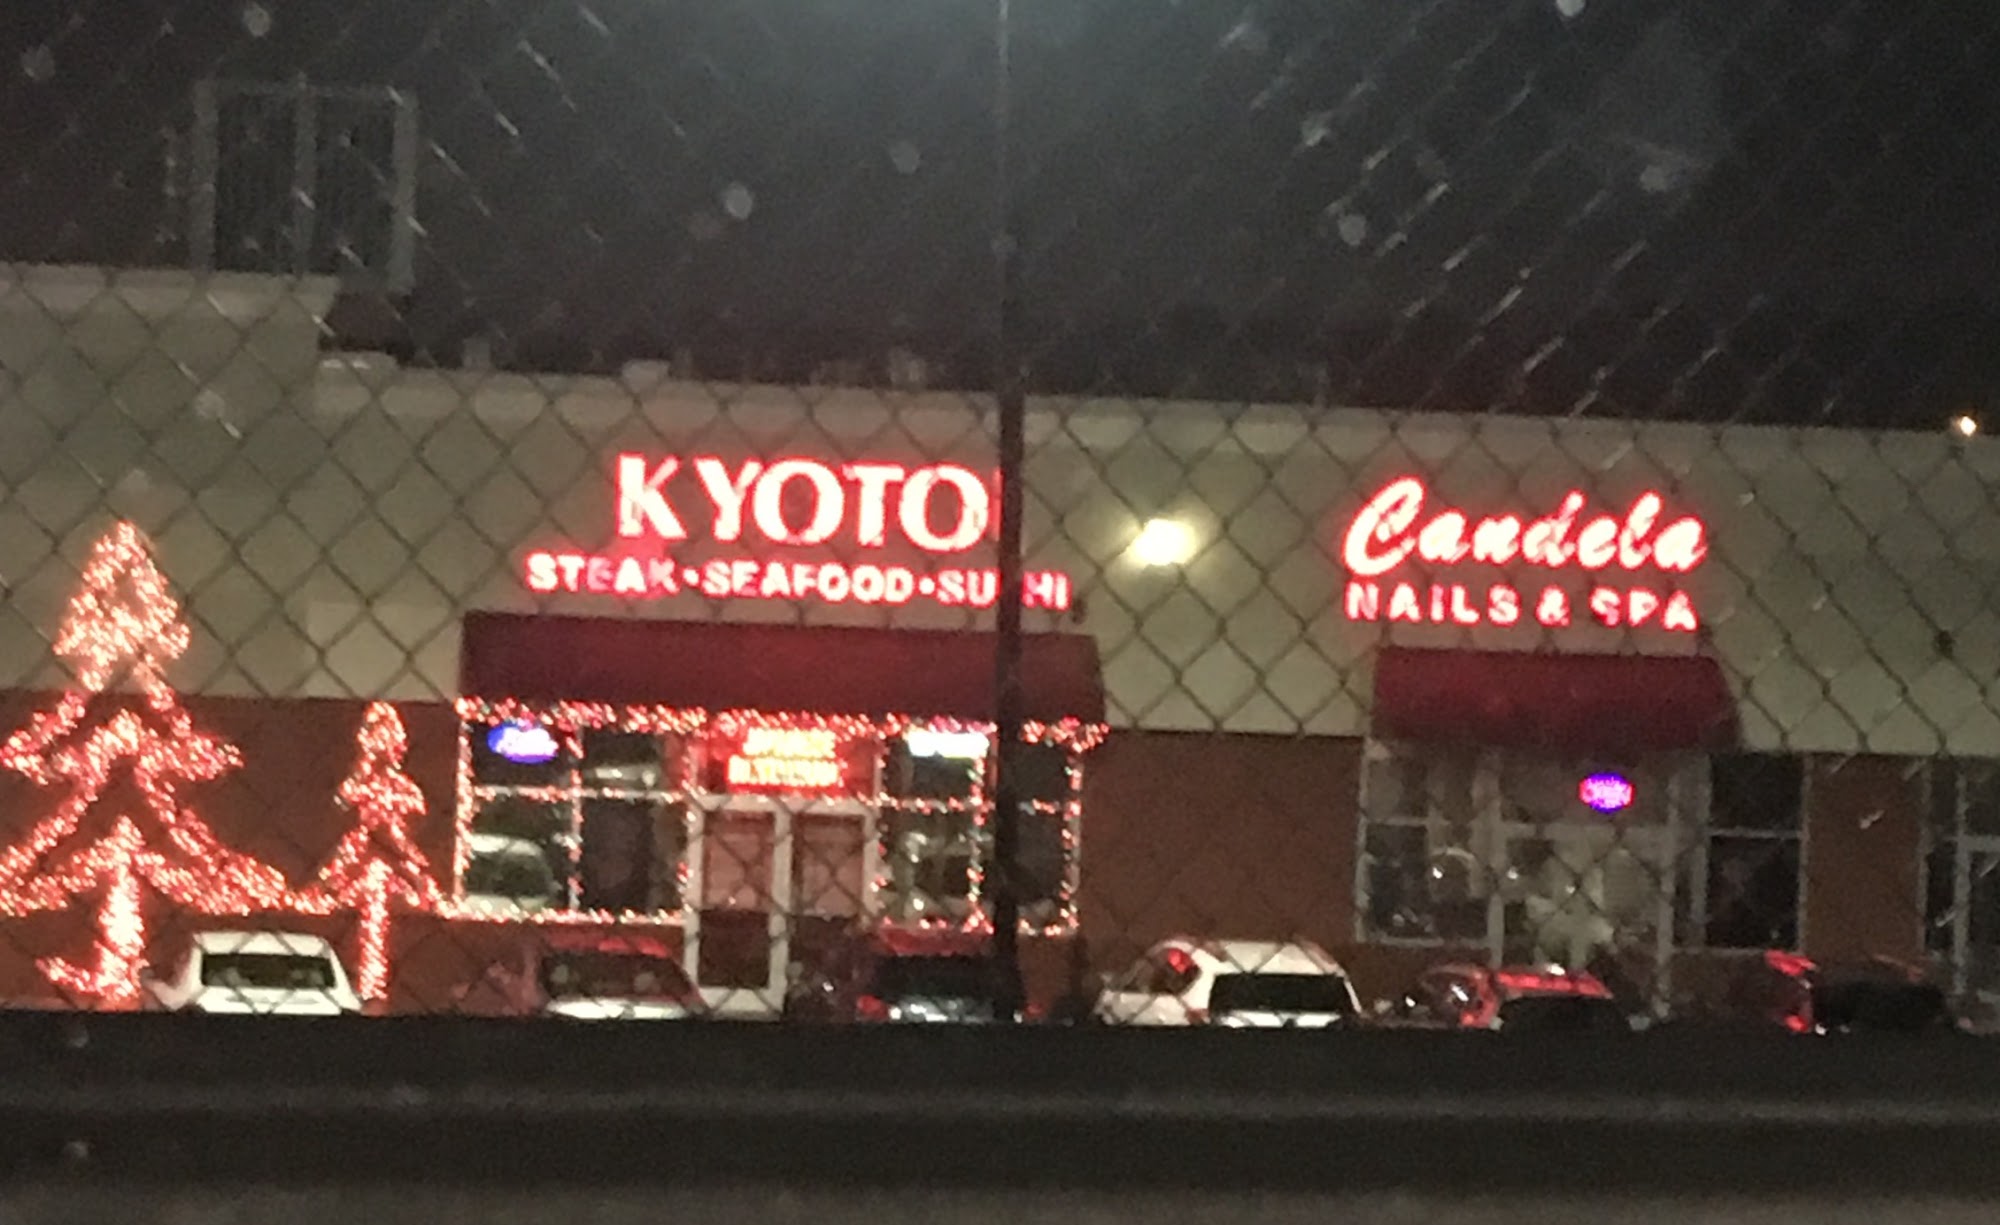 KYOTO
STEAK•SEAFOOD•SUSHI
Candela
NAILS & SPA